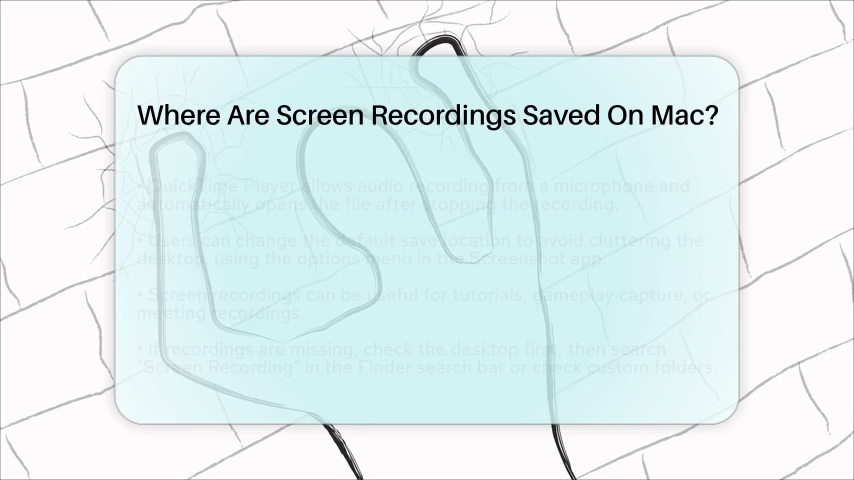 Where Are Screen Recordings Saved On Mac?
• QuickTime Player allows audio recording from a microphone and
automatically opens the file after stopping the recording.
• Users can change the default save location to avoid cluttering the
desktop, using the options menu in the Screenshot app.
• Screen recordings can be useful for tutorials, gameplay capture, or
meeting recordings.
• If recordings are missing, check the desktop first, then search
"Screen Recording" in the Finder search bar or check custom folders.